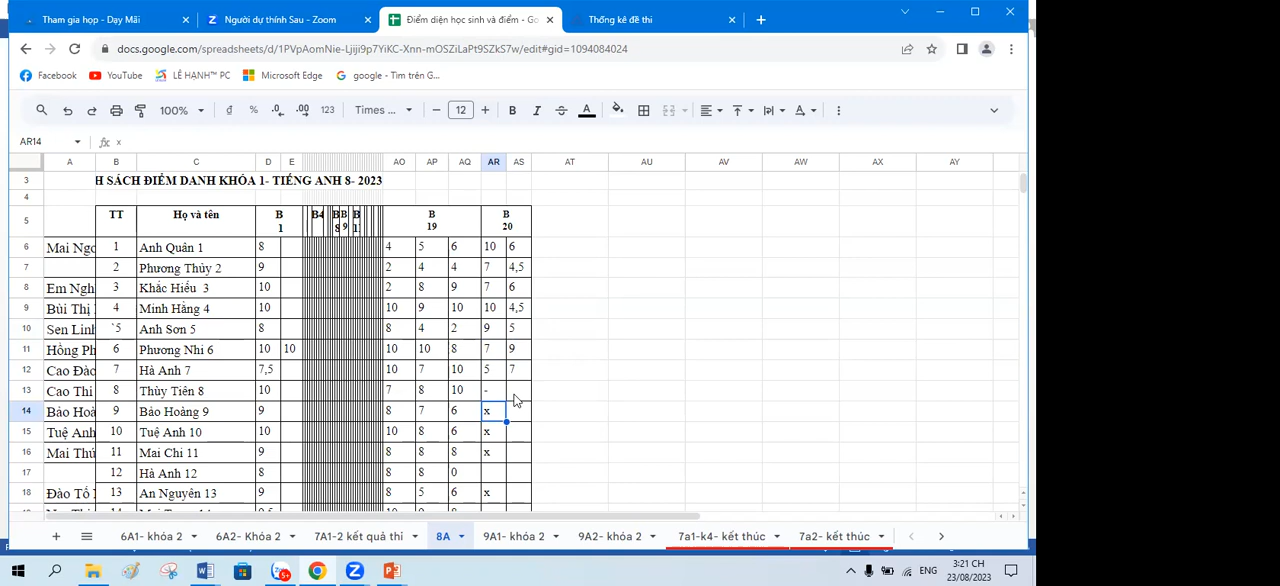 Tham gia họp - Dạy Mãi
Người dự thính Sau - Zoom
Điểm diện học sinh và điểm - Go
Thống kê đề thi
docs.google.com/spreadsheets/d/1PVpAomNie-Ljiji9p7YiKC-Xnn-mOSZiLaPt9SZkS7w/edit#gid=1094084024
Facebook YouTube LÊ HẠNH™ PC Microsoft Edge google - Tìm trên G...
100% đ % .0 .00 123 Times ... 12 B I A
AR14 fx x
A B C D E AO AP AQ AR AS AT AU AV AW AX AY
3 H SÁCH ĐIỂM DANH KHÓA 1- TIẾNG ANH 8- 2023
4
5 TT Họ và tên B 1 B4 B 8 B 9 B 1 B 19 B 20
6 Mai Ngo 1 Anh Quân 1 8 4 5 6 10 6
7 2 Phương Thủy 2 9 2 4 4 7 4,5
8 Em Ngh 3 Khắc Hiếu 3 10 2 8 9 7 6
9 Bùi Thị 4 Minh Hằng 4 10 10 9 10 10 4,5
10 Sen Linh `5 Anh Sơn 5 8 8 4 2 9 5
11 Hồng Ph 6 Phương Nhi 6 10 10 10 10 8 7 9
12 Cao Đào 7 Hà Anh 7 7,5 10 7 10 5 7
13 Cao Thi 8 Thùy Tiên 8 10 7 8 10 -
14 Bảo Hoà 9 Bảo Hoàng 9 9 8 7 6 x
15 Tuệ Anh 10 Tuệ Anh 10 10 10 8 6 x
16 Mai Thú 11 Mai Chi 11 9 8 8 8 x
17 12 Hà Anh 12 8 8 8 0
18 Đào Tố 13 An Nguyên 13 9 8 5 6 x
6A1- khóa 2 6A2- Khóa 2 7A1-2 kết quả thi 8A 9A1- khóa 2 9A2- khóa 2 7a1-k4- kết thúc 7a2- kết thúc
5+
ENG
3:21 CH
23/08/2023